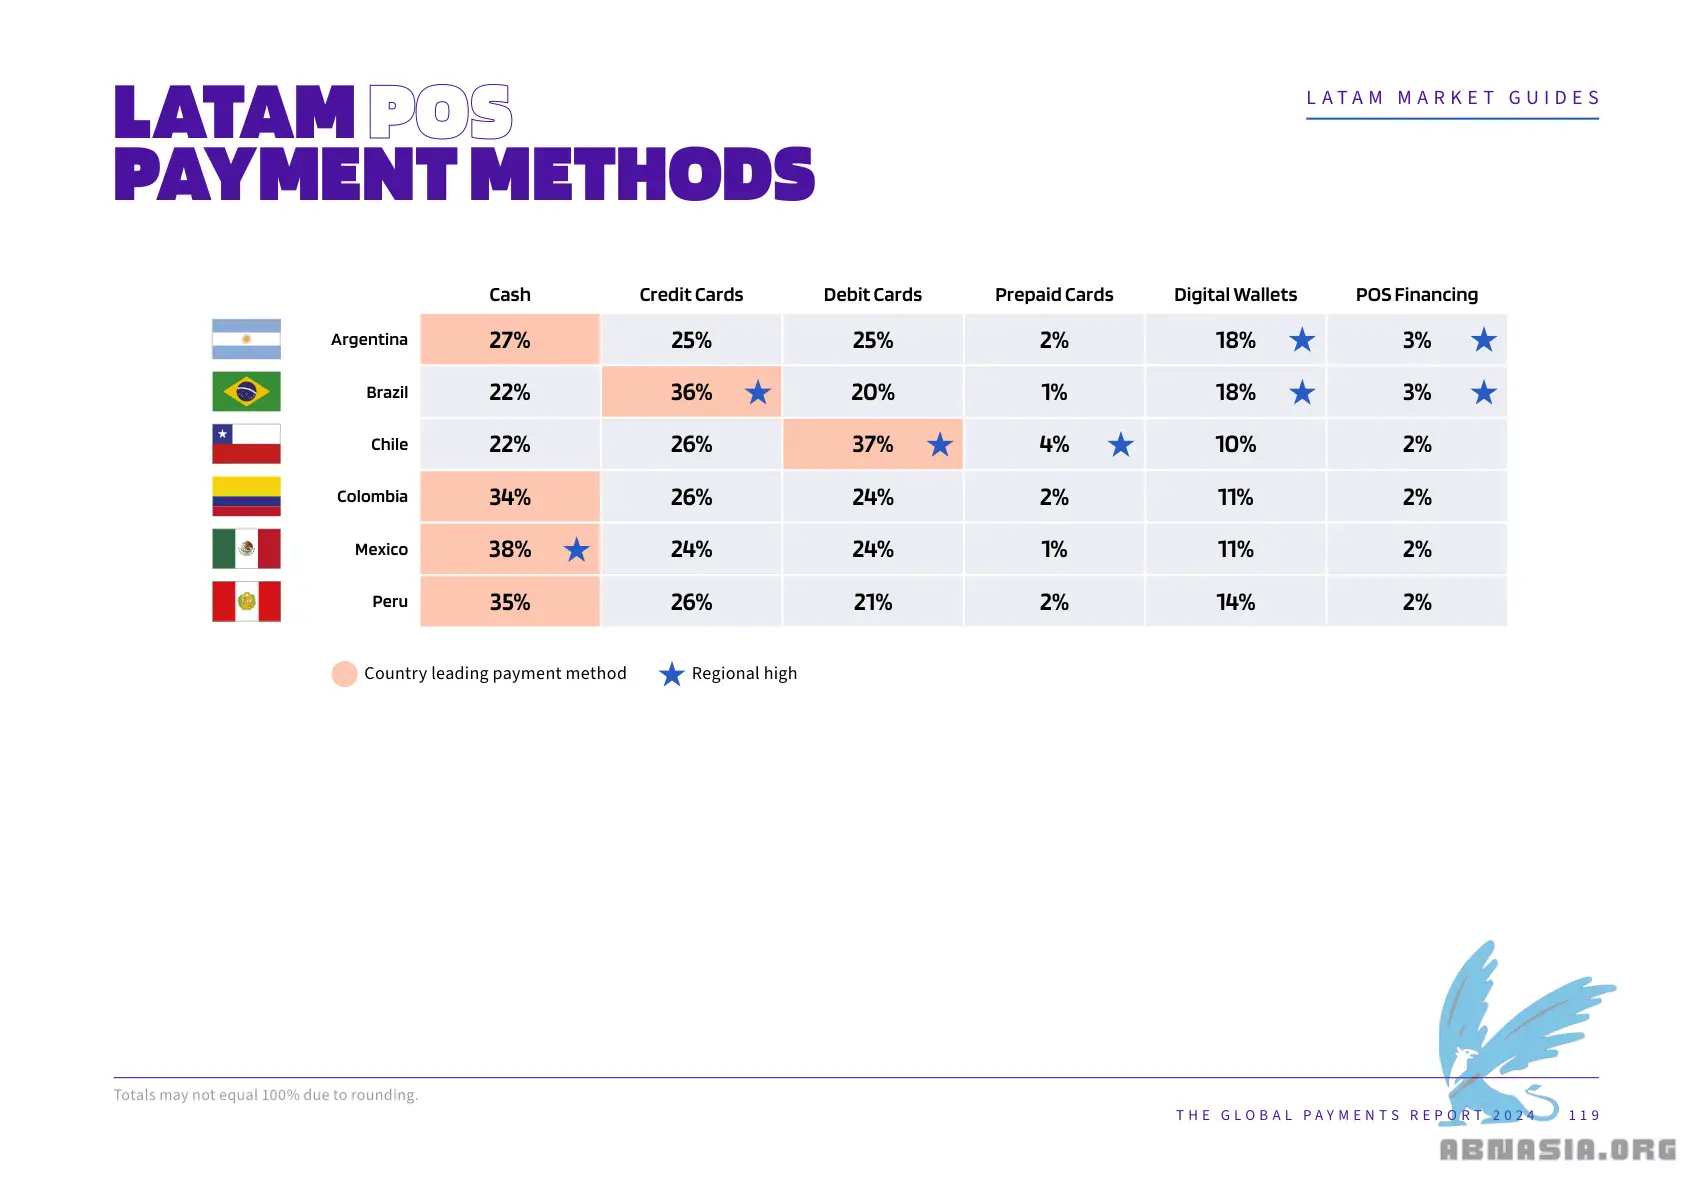 LATAM POS
PAYMENT METHODS
LATAM MARKET GUIDES
Cash Credit Cards Debit Cards Prepaid Cards Digital Wallets POS Financing
Argentina 27% 25% 25% 2% 18% 3%
Brazil 22% 36% 20% 1% 18% 3%
Chile 22% 26% 37% 4% 10% 2%
Colombia 34% 26% 24% 2% 11% 2%
Mexico 38% 24% 24% 1% 11% 2%
Peru 35% 26% 21% 2% 14% 2%
Country leading payment method Regional high
Totals may not equal 100% due to rounding.
THE GLOBAL PAYMENTS REPORT 2024 119
ABNASIA.ORG